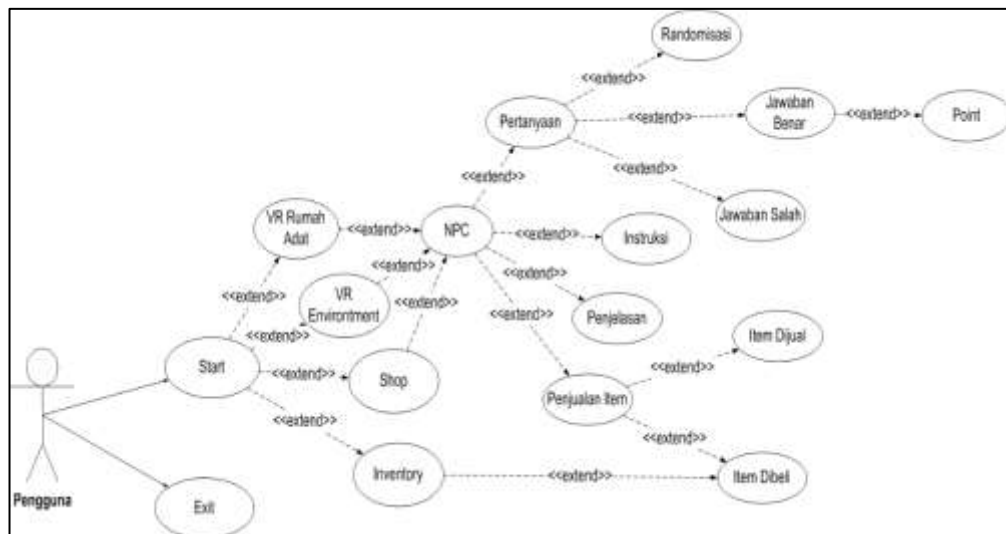 Randomisasi
<<extend>>
Jawaban
Benar
<<extend>>
<<extend>>
Point
Pertanyaan
<<extend>>
<<extend>>
VR Rumah
Adat
<<extend>>
NPC
<<extend>>
Instruksi
Jawaban Salah
<<extend>>
VR
Environtment
<<extend>>
<<extend>>
<<extend>>
Penjelasan
<<extend>>
<<extend>>
Item Dijual
Start
<<extend>>
Shop
<<extend>>
Penjualan Item
<<extend>>
<<extend>>
Inventory
<<extend>>
Item Dibeli
Pengguna
Exit